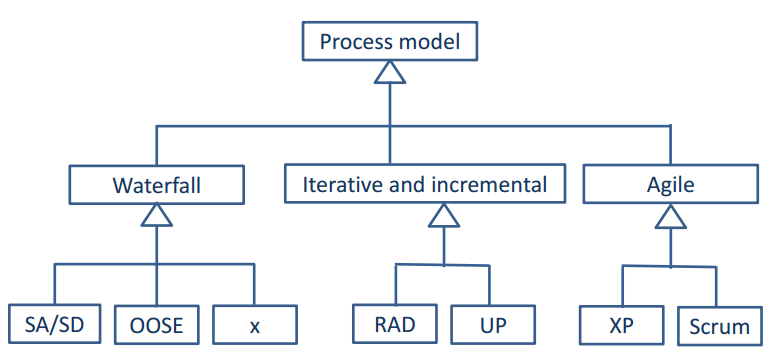 Process model
Waterfall
Iterative and incremental
Agile
SA/SD
OOSE
x
RAD
UP
XP
Scrum